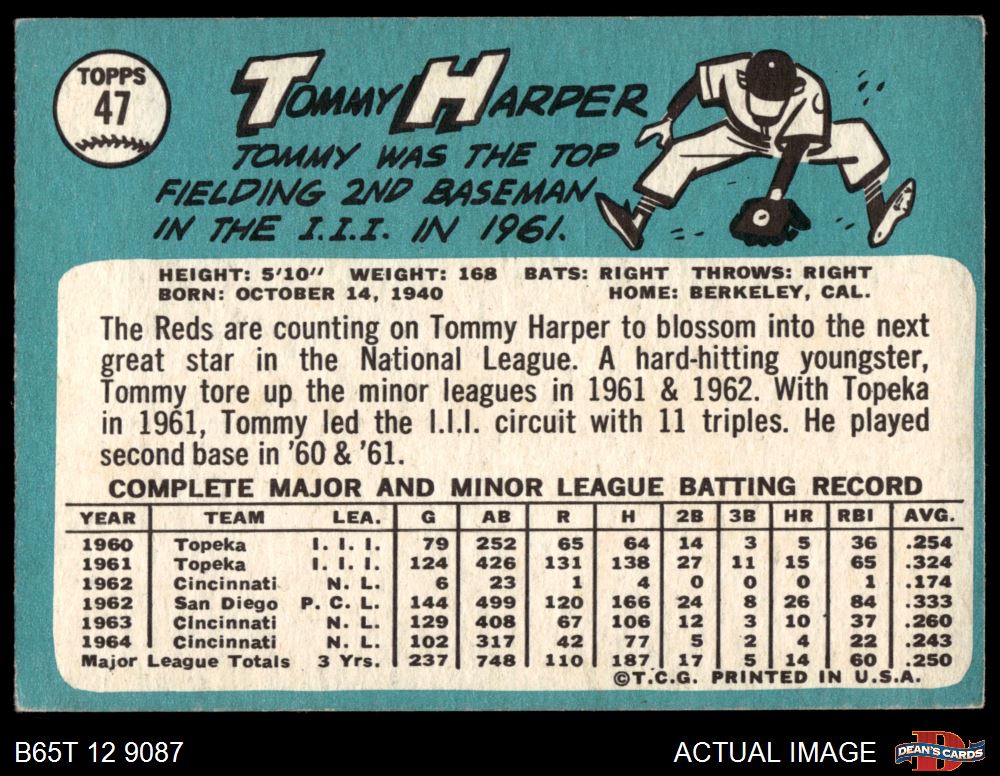 TOPPS
47
TOMMY HARPER
TOMMY WAS THE TOP
FIELDING 2ND BASEMAN
IN THE I.I.I. IN 1961.
HEIGHT: 5'10" WEIGHT: 168 BATS: RIGHT THROWS: RIGHT
BORN: OCTOBER 14, 1940 HOME: BERKELEY, CAL.
The Reds are counting on Tommy Harper to blossom into the next
great star in the National League. A hard-hitting youngster,
Tommy tore up the minor leagues in 1961 & 1962. With Topeka
in 1961, Tommy led the I.I.I. circuit with 11 triples. He played
second base in '60 & '61.
COMPLETE MAJOR AND MINOR LEAGUE BATTING RECORD
YEAR TEAM LEA. G AB R H 2B 3B HR RBI AVG.
1960 Topeka I. I. I. 79 252 65 64 14 3 5 36 .254
1961 Topeka I. I. I. 124 426 131 138 27 11 15 65 .324
1962 Cincinnati N. L. 6 23 1 4 0 0 0 1 .174
1962 San Diego P. C. L. 144 499 120 166 24 8 26 84 .333
1963 Cincinnati N. L. 129 408 67 106 12 3 10 37 .260
1964 Cincinnati N. L. 102 317 42 77 5 2 4 22 .243
Major League Totals 3 Yrs. 237 748 110 187 17 5 14 60 .250
©T.C.G. PRINTED IN U.S.A.
B65T 12 9087 ACTUAL IMAGE DEAN'S CARDS